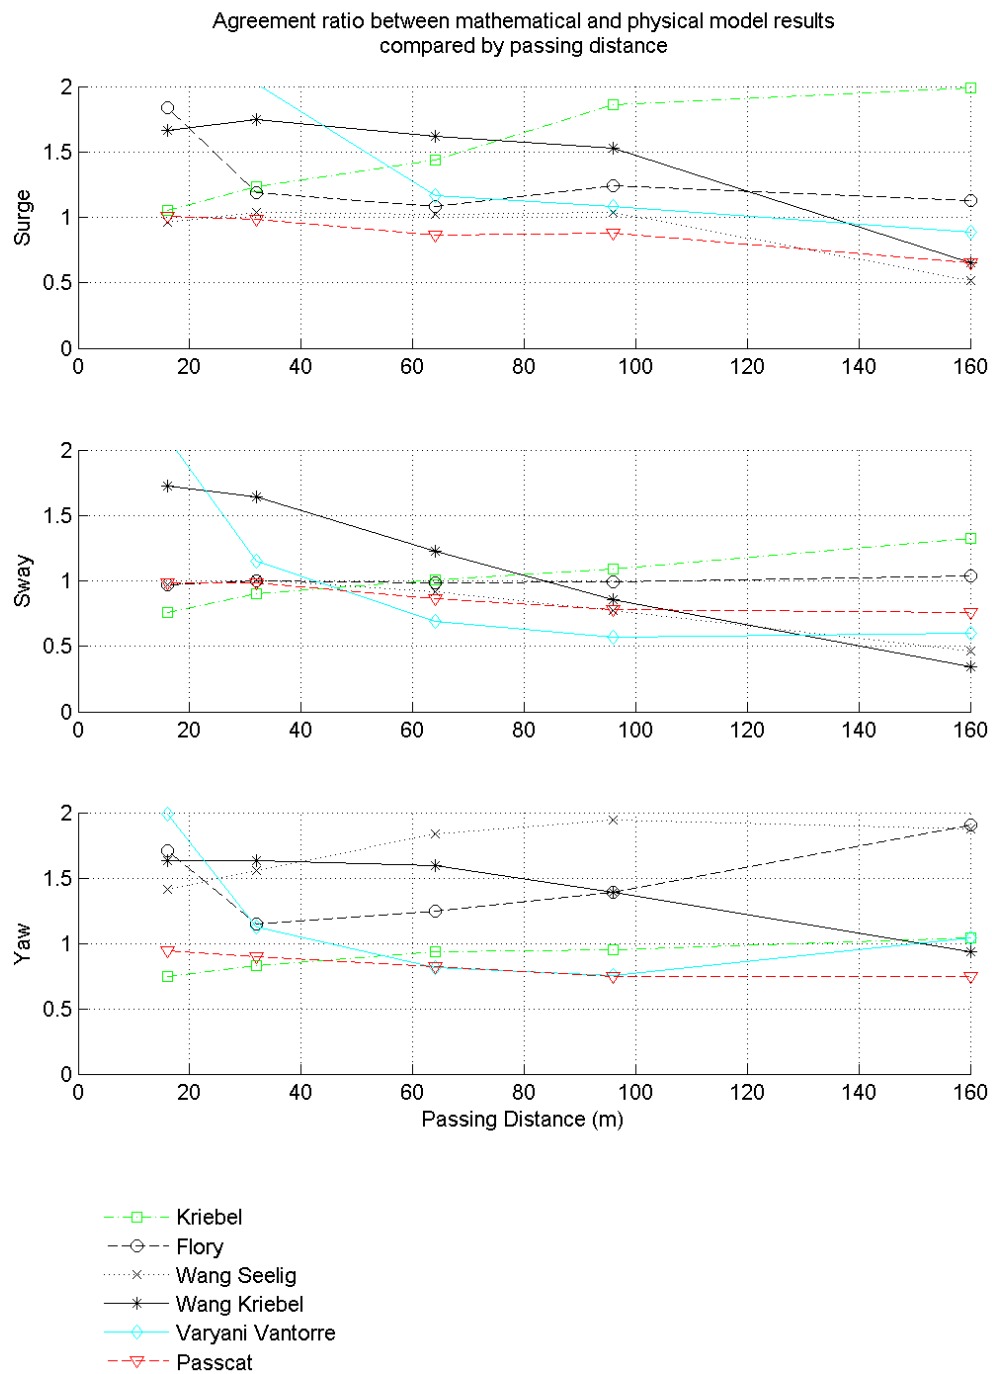 Agreement ratio between mathematical and physical model results
compared by passing distance
2
1.5
1
0.5
0
Surge
0 20 40 60 80 100 120 140 160
2
1.5
1
0.5
0
Sway
0 20 40 60 80 100 120 140 160
2
1.5
1
0.5
0
Yaw
0 20 40 60 80 100 120 140 160
Passing Distance (m)
Kriebel
Flory
Wang Seelig
Wang Kriebel
Varyani Vantorre
Passcat